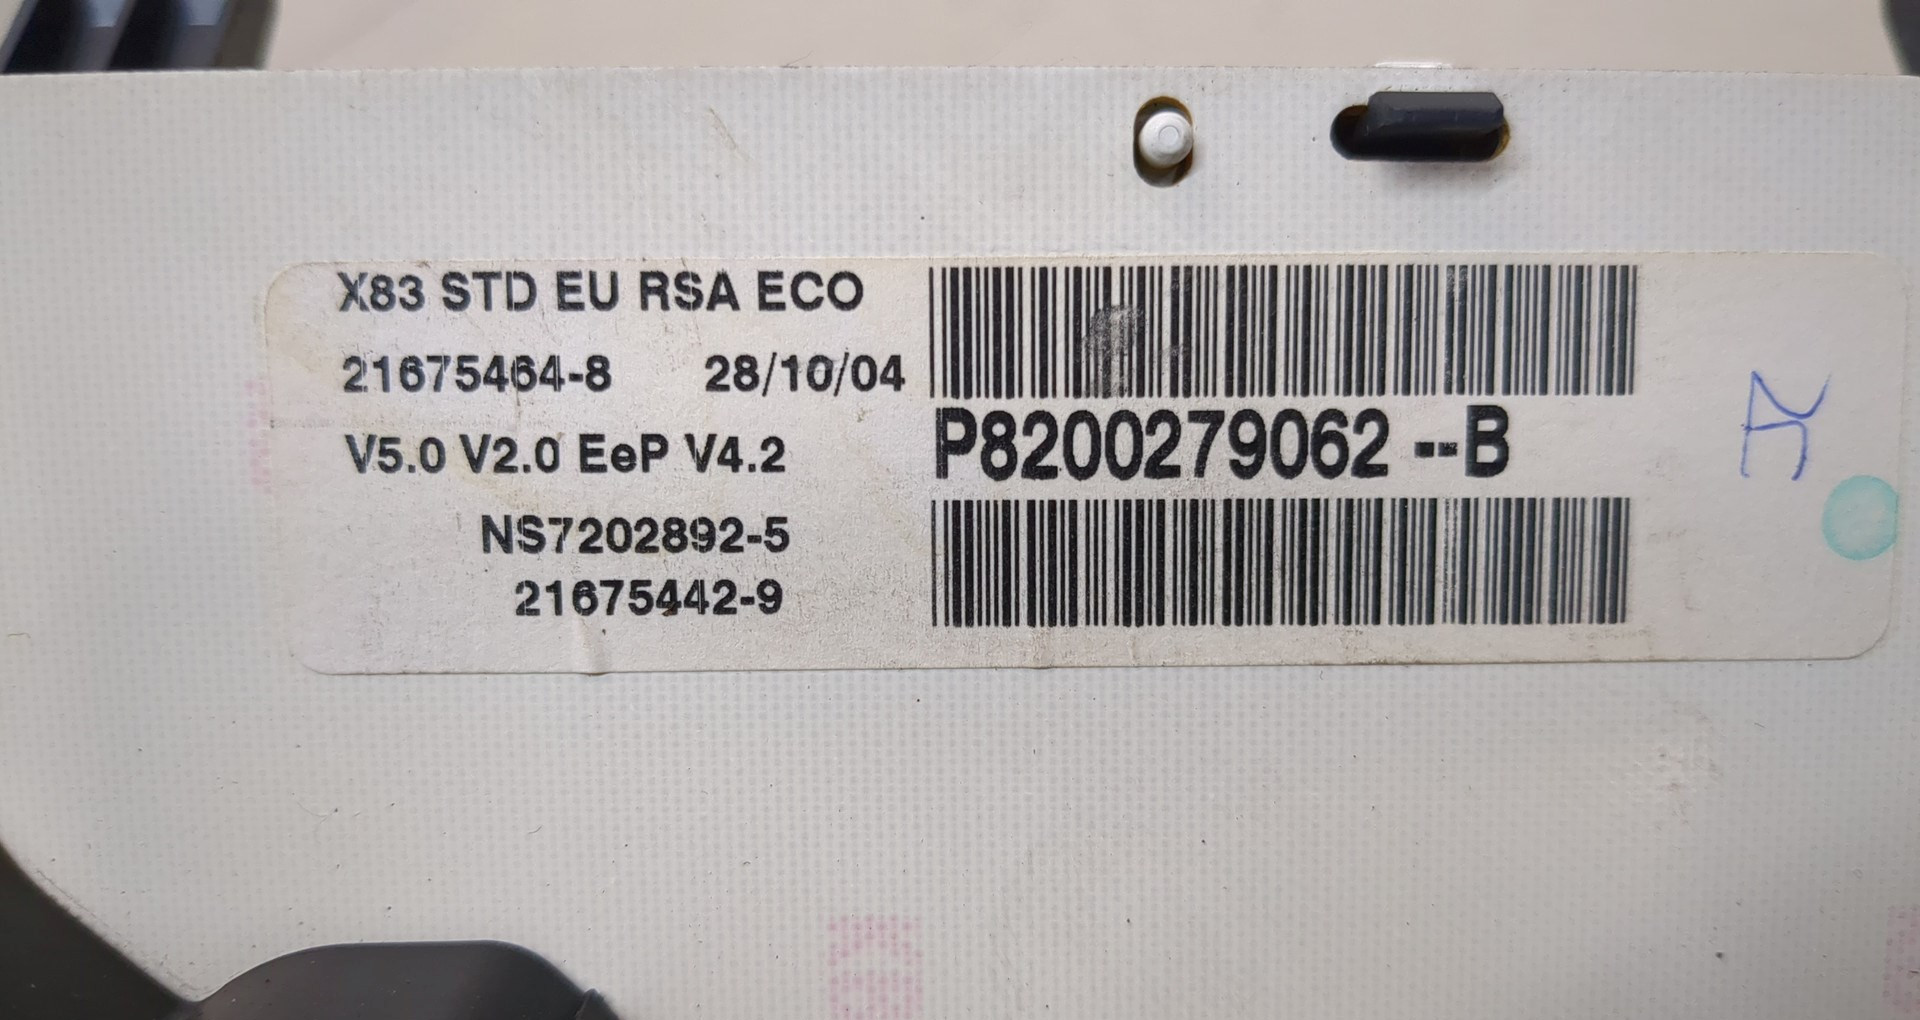 X83 STD EU RSA ECO
21675464-8 28/10/04
V5.0 V2.0 EeP V4.2
NS7202892-5
21675442-9
P8200279062 --B